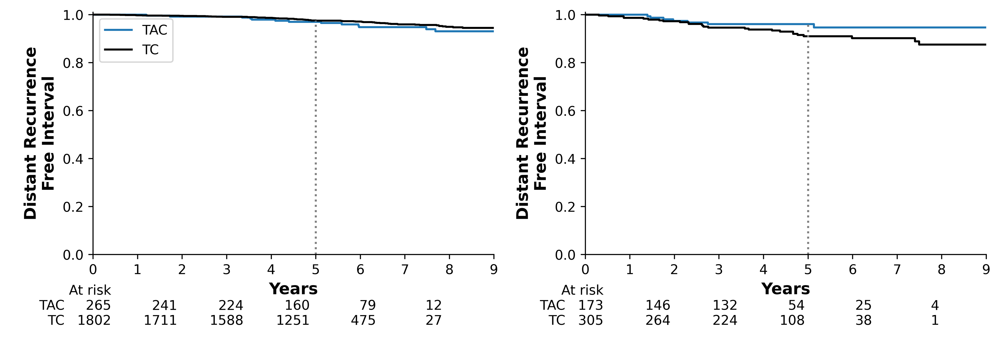 Distant Recurrence
Free Interval
1.0
0.8
0.6
0.4
0.2
0.0
TAC
TC
0 1 2 3 4 5 6 7 8 9
Years
At risk
TAC 265 241 224 160 79 12
TC 1802 1711 1588 1251 475 27
Distant Recurrence
Free Interval
1.0
0.8
0.6
0.4
0.2
0.0
0 1 2 3 4 5 6 7 8 9
Years
At risk
TAC 173 146 132 54 25 4
TC 305 264 224 108 38 1